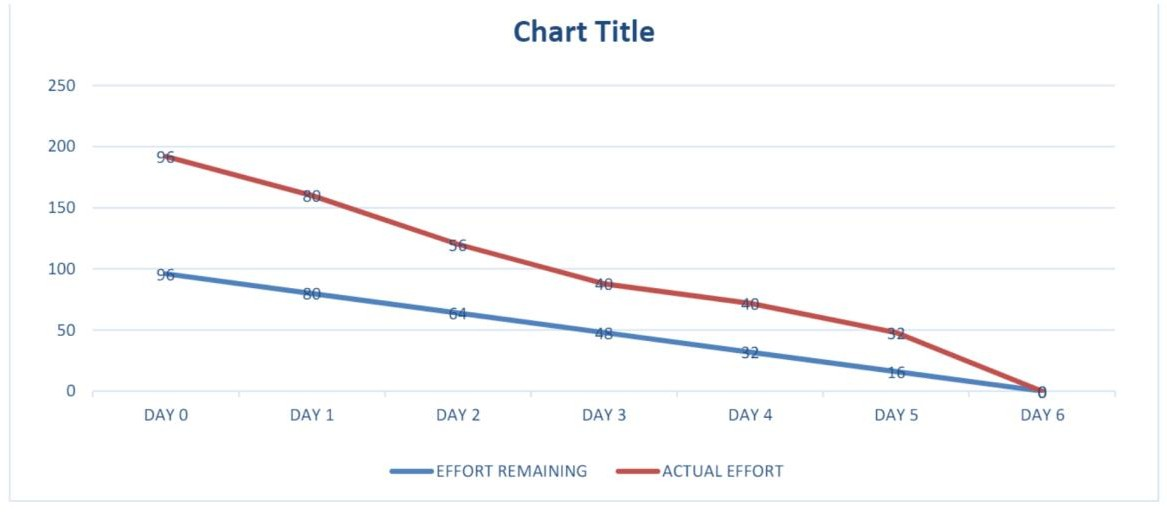 Chart Title
250
200
150
100
50
0
96
80
56
40
40
32
0
96
80
64
48
32
16
DAY 0
DAY 1
DAY 2
DAY 3
DAY 4
DAY 5
DAY 6
EFFORT REMAINING
ACTUAL EFFORT